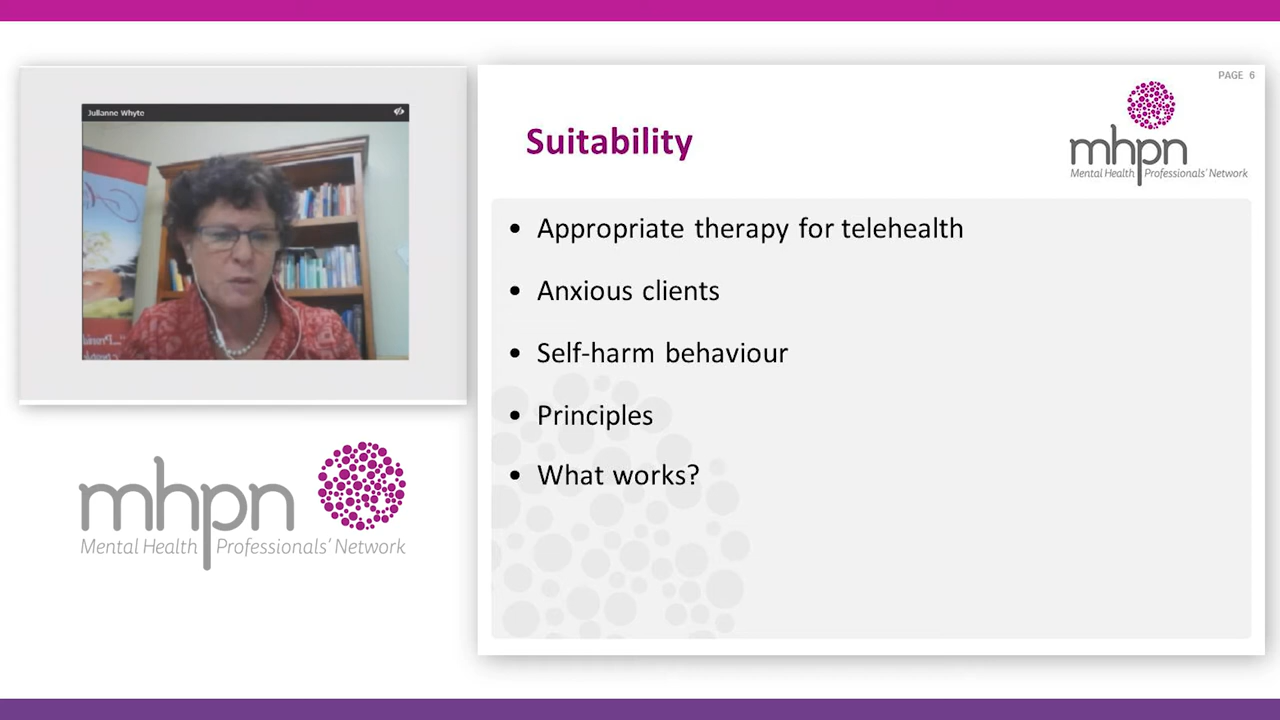 Julianne Whyte
mhpn
Mental Health Professionals' Network
PAGE 6
mhpn
Mental Health Professionals' Network
Suitability
• Appropriate therapy for telehealth
• Anxious clients
• Self-harm behaviour
• Principles
• What works?